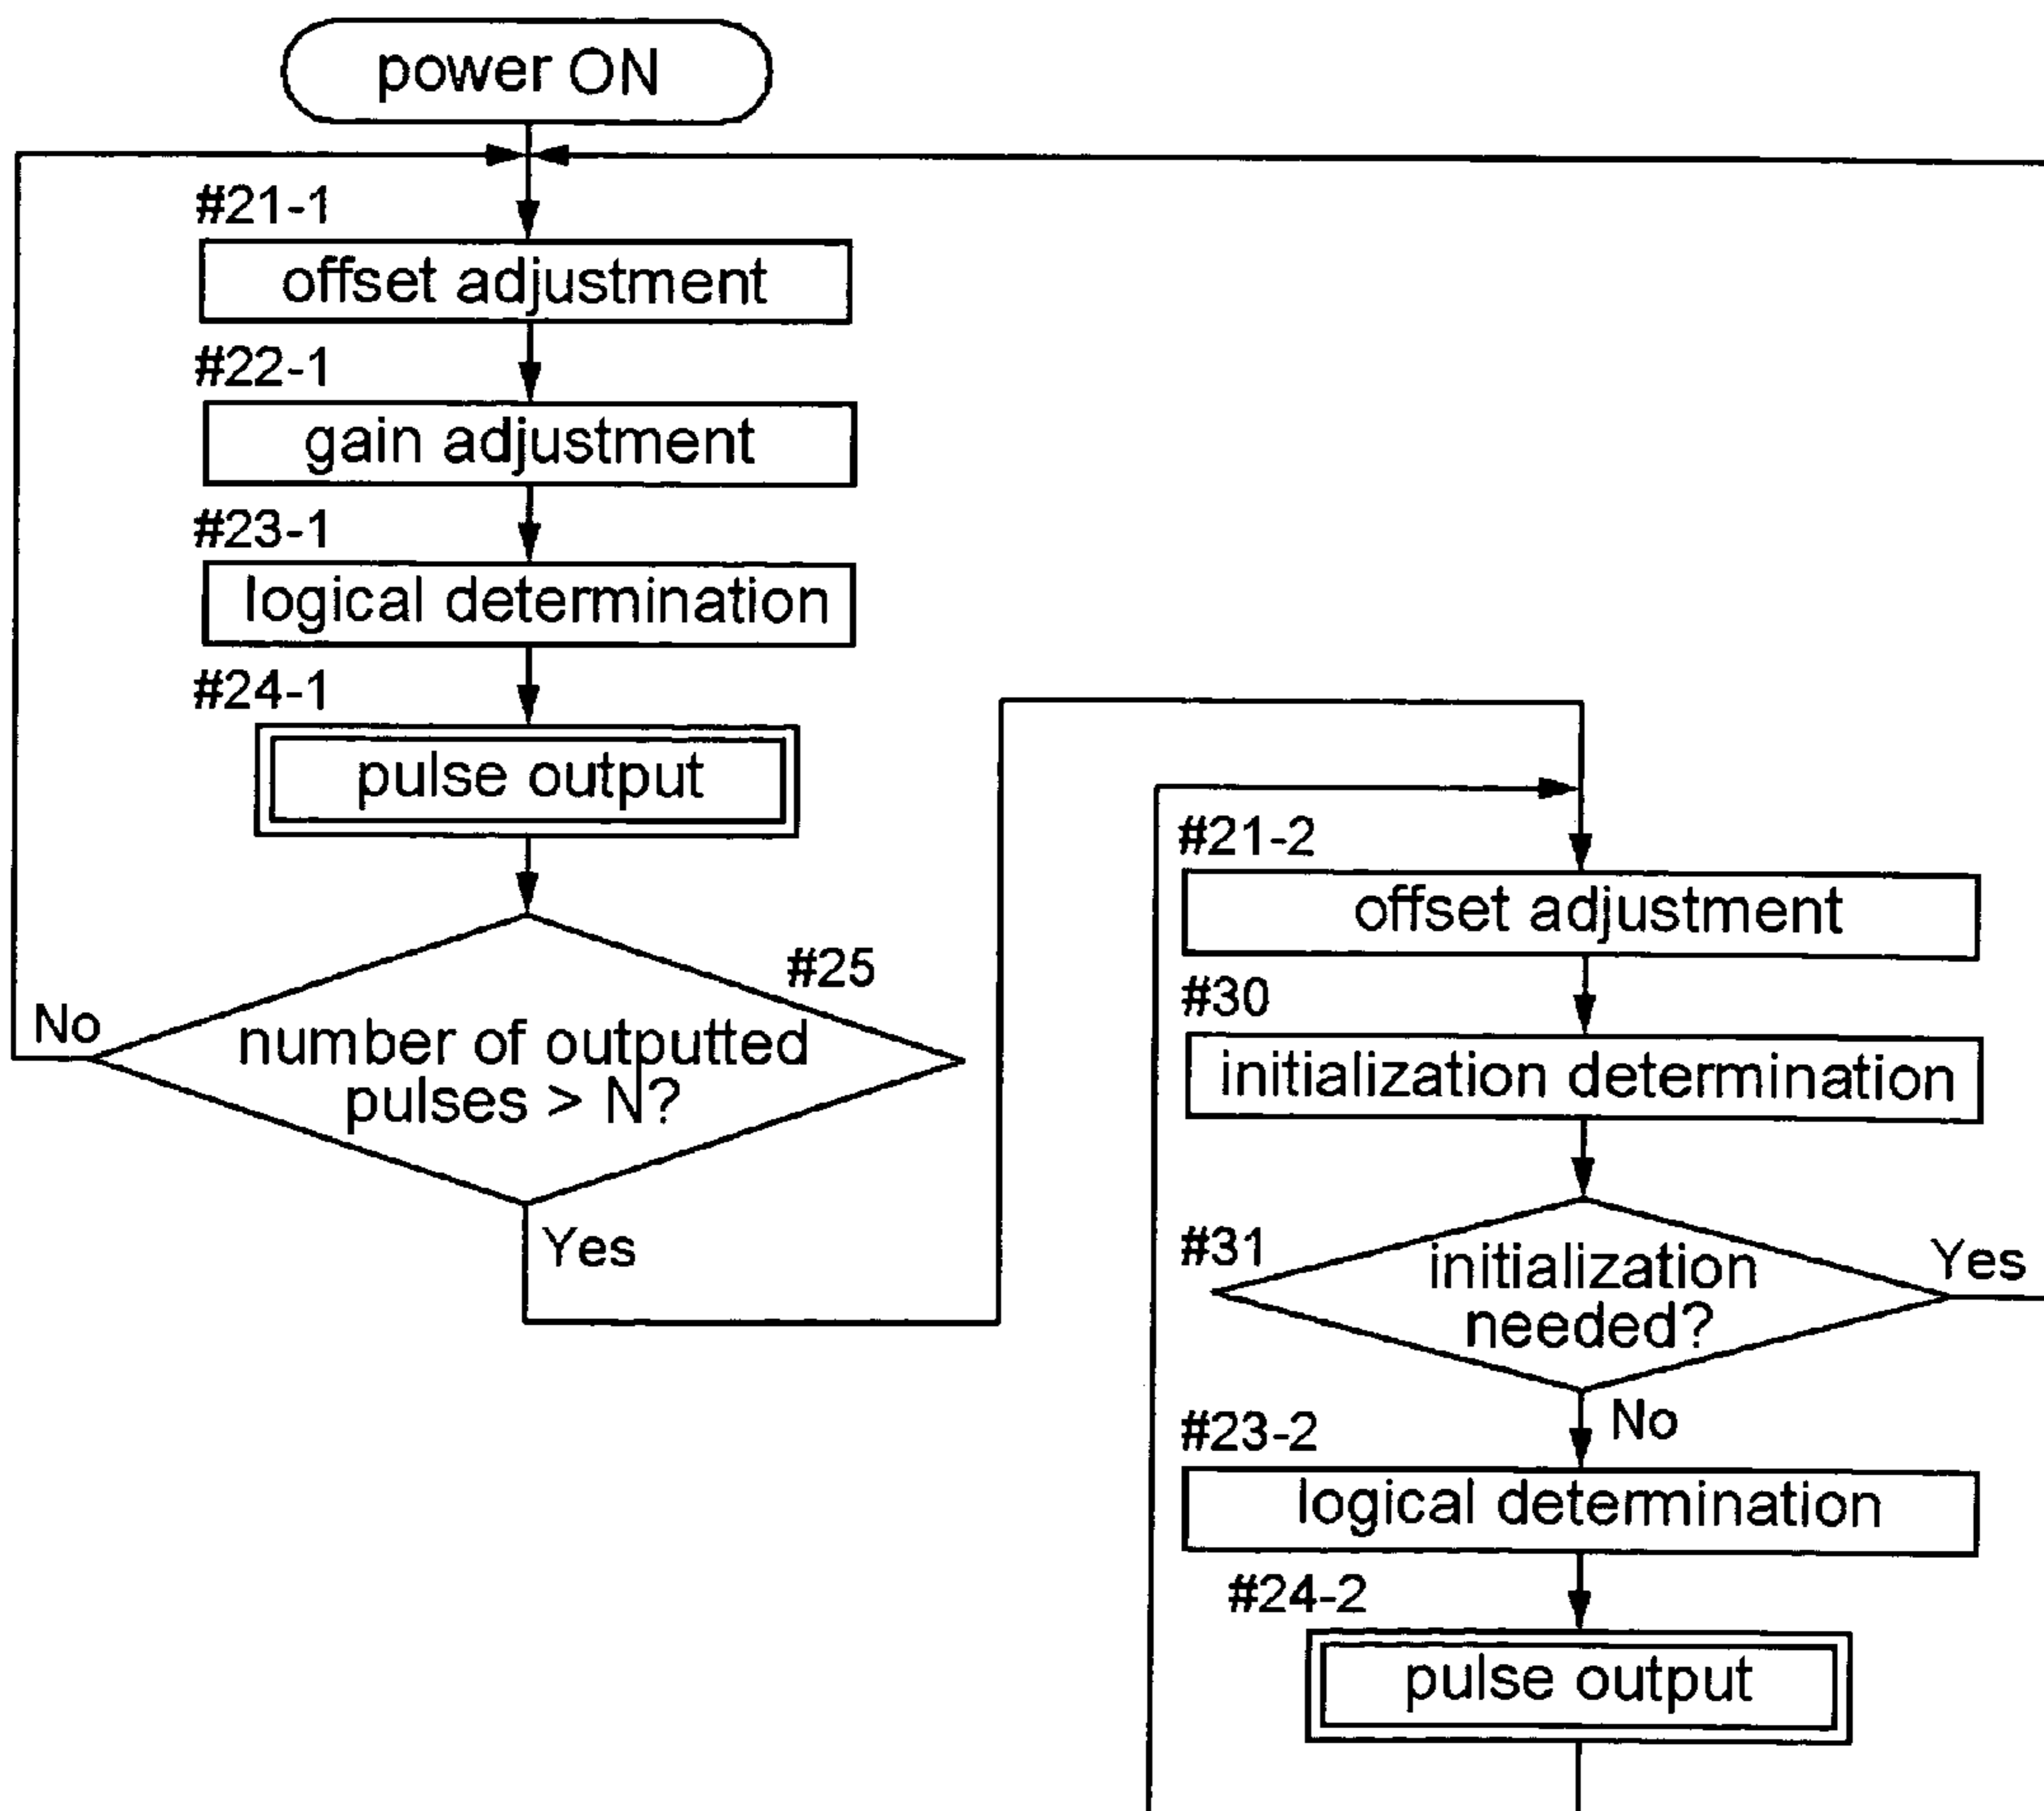 power ON
#21-1
offset adjustment
#22-1
gain adjustment
#23-1
logical determination
#24-1
pulse output
#25
number of outputted
pulses > N?
No
Yes
#21-2
offset adjustment
#30
initialization determination
#31
initialization
needed?
Yes
No
#23-2
logical determination
#24-2
pulse output